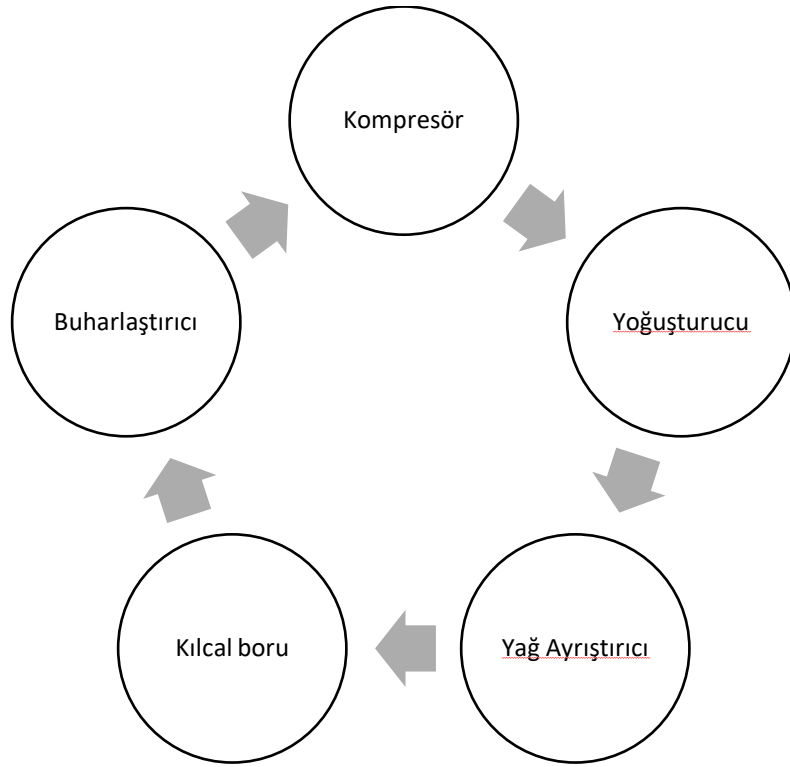 Kompresör
Yoğuşturucu
Yağ Ayrıştırıcı
Kılcal boru
Buharlaştırıcı